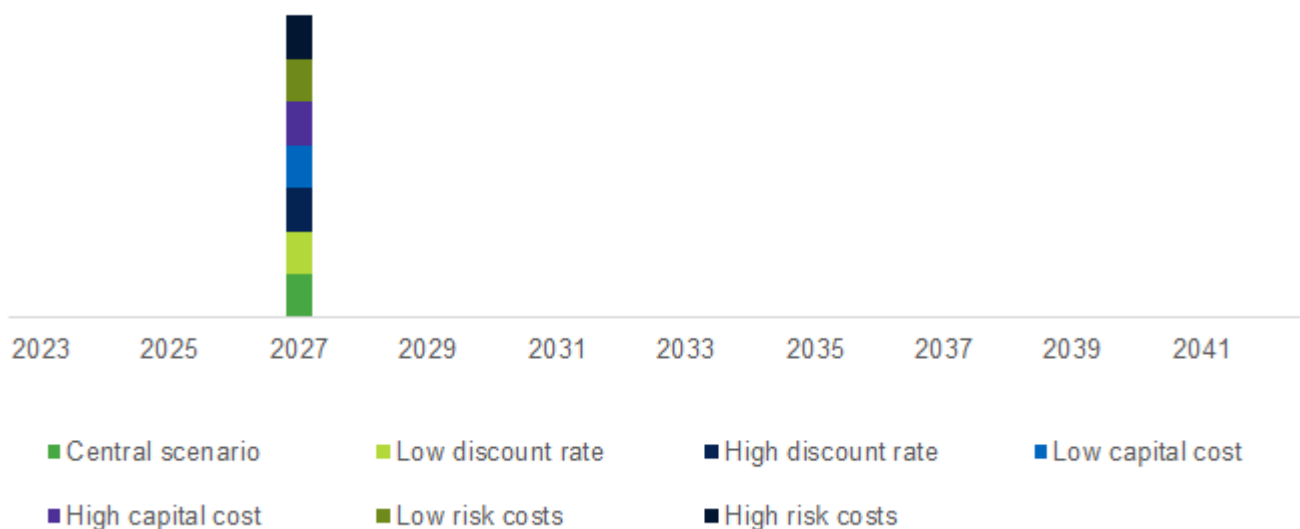 2023 2025 2027 2029 2031 2033 2035 2037 2039 2041
Central scenario Low discount rate High discount rate Low capital cost
High capital cost Low risk costs High risk costs